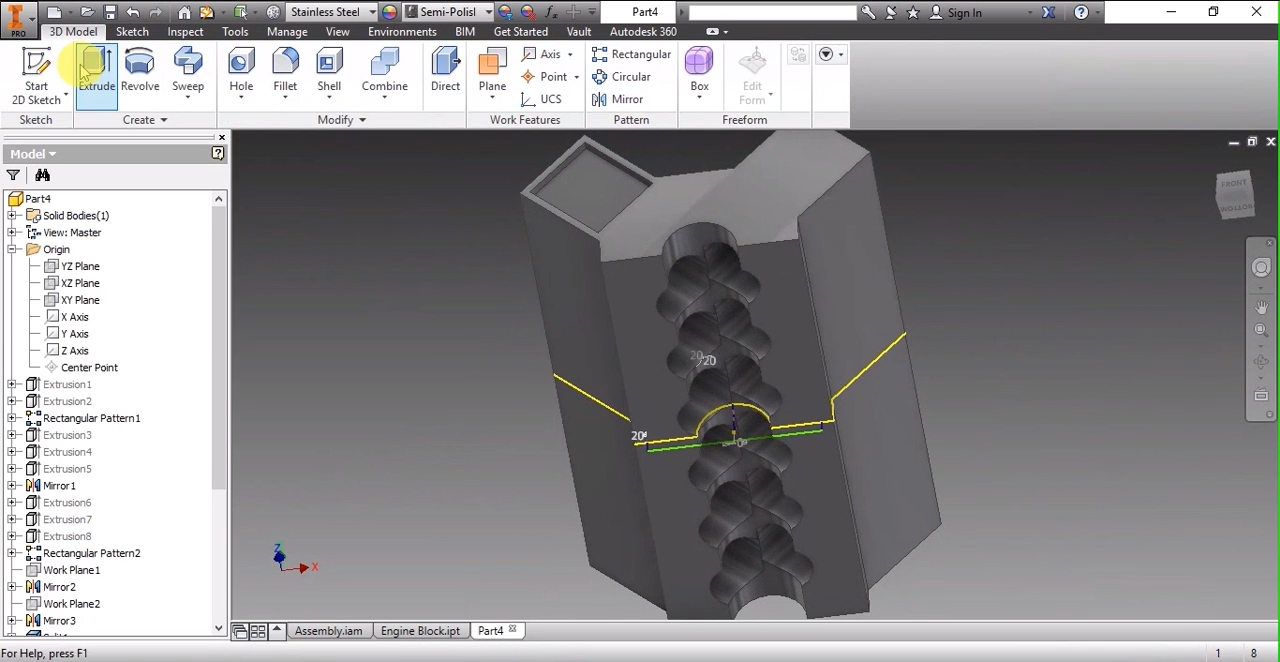 Stainless Steel
Semi-Polisl
Part4
Sign In
PRO
3D Model
Sketch
Inspect
Tools
Manage
View
Environments
BIM
Get Started
Vault
Autodesk 360
Start
2D Sketch
Extrude
Revolve
Sweep
Hole
Fillet
Shell
Combine
Direct
Plane
Axis
Point
UCS
Rectangular
Circular
Mirror
Box
Edit
Form
Sketch
Create
Modify
Work Features
Pattern
Freeform
Model
Part4
Solid Bodies(1)
View: Master
Origin
YZ Plane
XZ Plane
XY Plane
X Axis
Y Axis
Z Axis
Center Point
Extrusion1
Extrusion2
Rectangular Pattern1
Extrusion3
Extrusion4
Extrusion5
Mirror1
Extrusion6
Extrusion7
Extrusion8
Rectangular Pattern2
Work Plane1
Mirror2
Work Plane2
Mirror3
FRONT
BOTTOM
20
20
Z
X
Assembly.iam
Engine Block.ipt
Part4
For Help, press F1
1
8